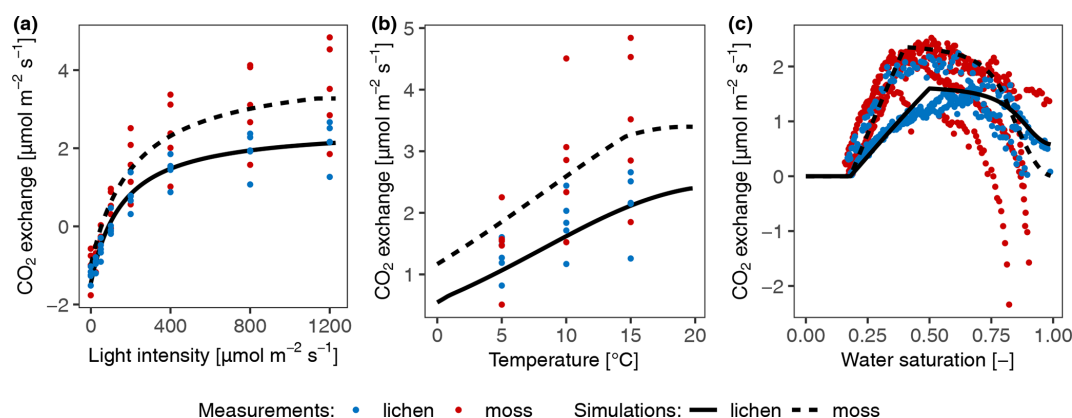 (a)
CO₂ exchange [µmol m⁻² s⁻¹]
4
2
0
−2
0
400
800
1200
Light intensity [µmol m⁻² s⁻¹]
(b)
CO₂ exchange [µmol m⁻² s⁻¹]
5
4
3
2
1
0
5
10
15
20
Temperature [°C]
(c)
CO₂ exchange [µmol m⁻² s⁻¹]
2
1
0
−1
−2
0.00
0.25
0.50
0.75
1.00
Water saturation [−]
Measurements: lichen moss Simulations: lichen moss